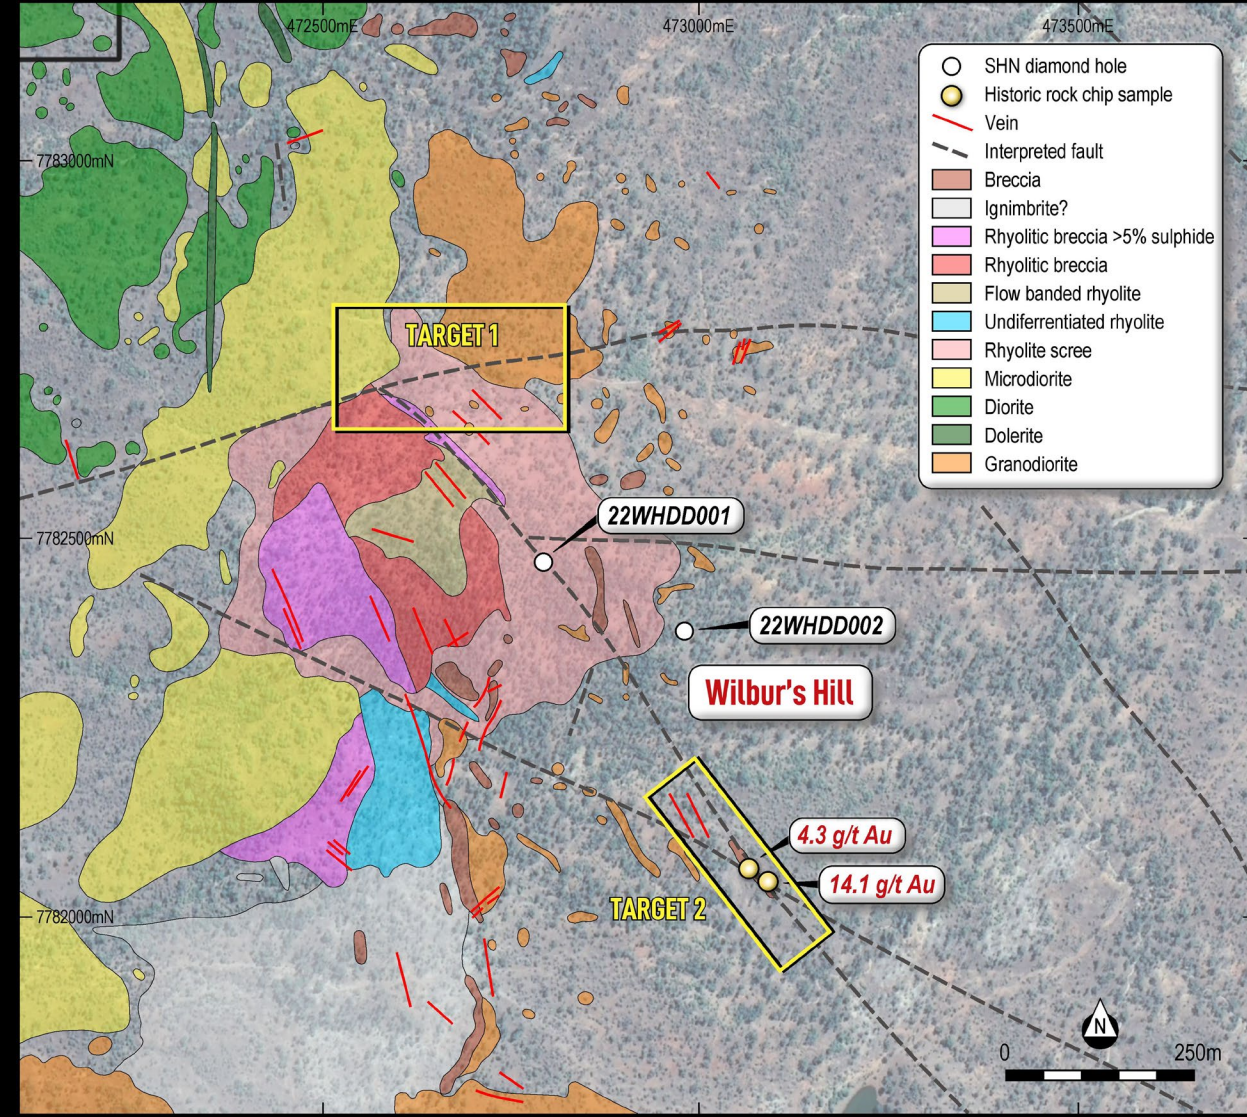 472500mE
473000mE
473500mE
7783000mN
7782500mN
7782000mN
SHN diamond hole
Historic rock chip sample
Vein
Interpreted fault
Breccia
Ignimbrite?
Rhyolitic breccia >5% sulphide
Rhyolitic breccia
Flow banded rhyolite
Undiferrentiated rhyolite
Rhyolite scree
Microdiorite
Diorite
Dolerite
Granodiorite
TARGET 1
22WHDD001
22WHDD002
Wilbur's Hill
4.3 g/t Au
14.1 g/t Au
TARGET 2
N
0 250m